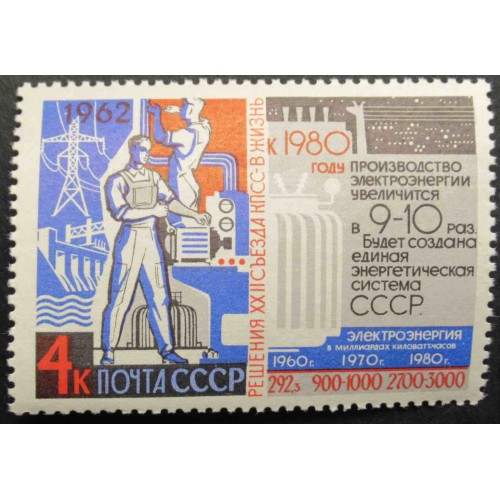 1962
4к ПОЧТА СССР
РЕШЕНИЯ XXII СЪЕЗДА КПСС-В ЖИЗНЬ
К 1980
ГОДУ ПРОИЗВОДСТВО
ЭЛЕКТРОЭНЕРГИИ
УВЕЛИЧИТСЯ
В 9-10 РАЗ.
Будет создана
единая
энергетическая
система
СССР.
ЭЛЕКТРОЭНЕРГИЯ
В МИЛЛИАРДАХ КИЛОВАТТЧАСОВ
1960г. 1970г. 1980г.
292,3 900-1000 2700-3000